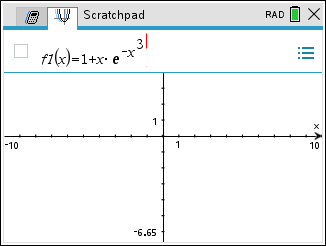 Scratchpad RAD
f1(x)=1+x·e^-x^3
1
x
-10 1 10
-6.65